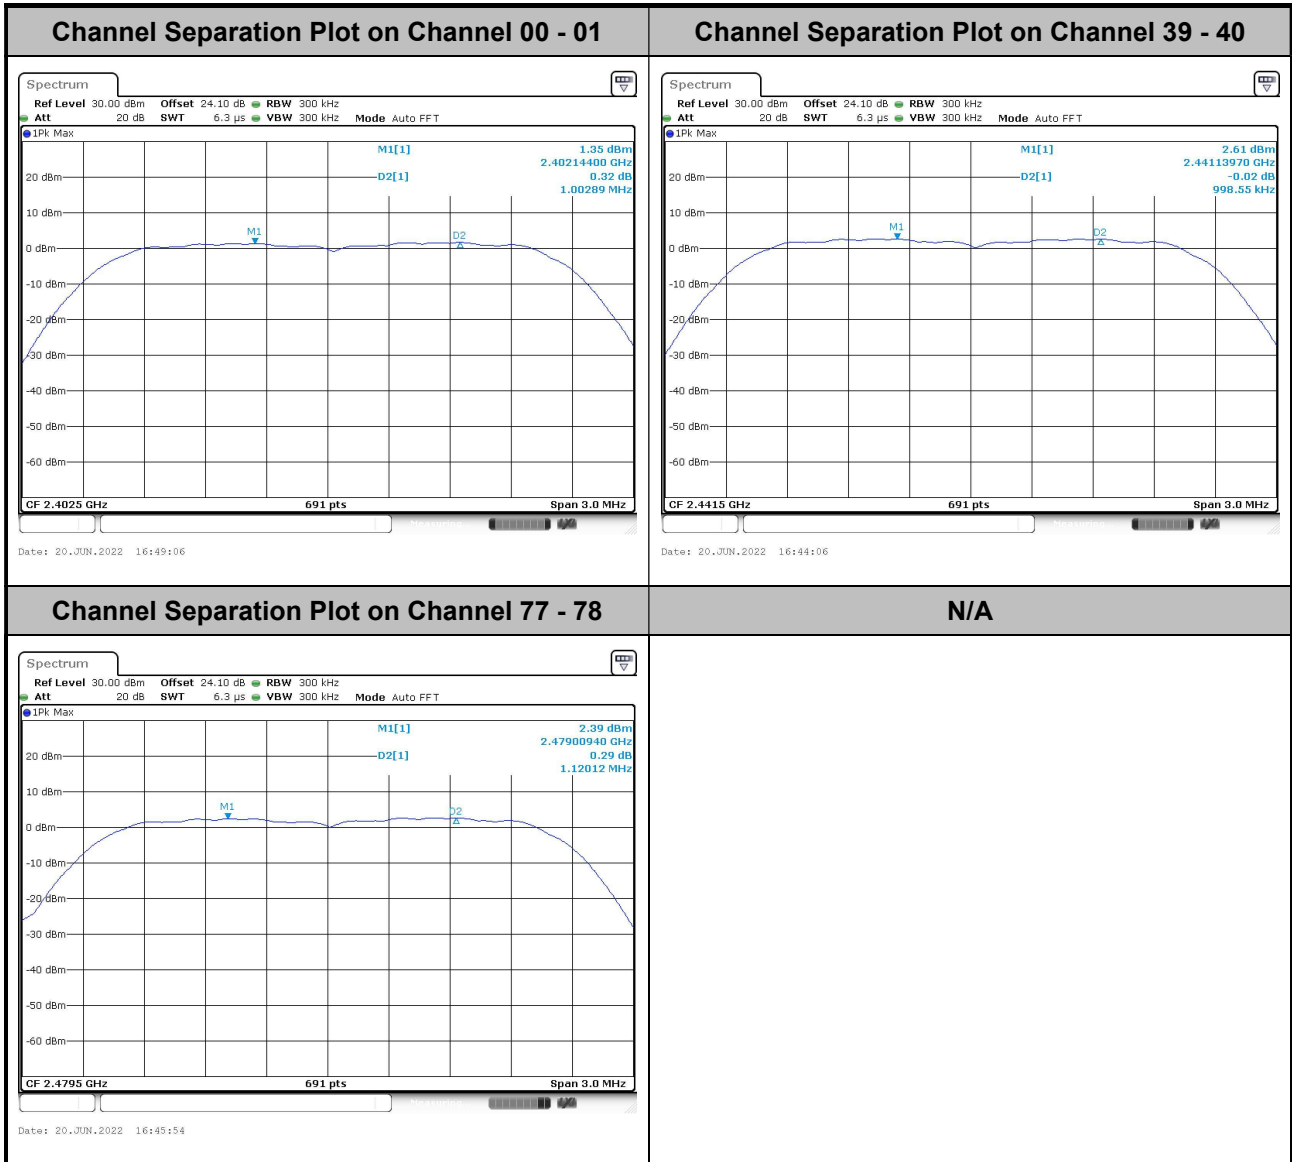 Channel Separation Plot on Channel 00 - 01
Spectrum
Ref Level 30.00 dBm Offset 24.10 dB RBW 300 kHz
Att 20 dB SWT 6.3 µs VBW 300 kHz Mode Auto FFT
1Pk Max
M1[1] 1.35 dBm
2.40214400 GHz
D2[1] 0.32 dB
1.00289 MHz
20 dBm
10 dBm
M1
D2
0 dBm
-10 dBm
-20 dBm
-30 dBm
-40 dBm
-50 dBm
-60 dBm
CF 2.4025 GHz 691 pts Span 3.0 MHz
Measuring...
Date: 20.JUN.2022 16:49:06
Channel Separation Plot on Channel 39 - 40
Spectrum
Ref Level 30.00 dBm Offset 24.10 dB RBW 300 kHz
Att 20 dB SWT 6.3 µs VBW 300 kHz Mode Auto FFT
1Pk Max
M1[1] 2.61 dBm
2.44113970 GHz
D2[1] -0.02 dB
998.55 kHz
20 dBm
10 dBm
M1
D2
0 dBm
-10 dBm
-20 dBm
-30 dBm
-40 dBm
-50 dBm
-60 dBm
CF 2.4415 GHz 691 pts Span 3.0 MHz
Measuring...
Date: 20.JUN.2022 16:44:06
Channel Separation Plot on Channel 77 - 78
Spectrum
Ref Level 30.00 dBm Offset 24.10 dB RBW 300 kHz
Att 20 dB SWT 6.3 µs VBW 300 kHz Mode Auto FFT
1Pk Max
M1[1] 2.39 dBm
2.47900940 GHz
D2[1] 0.29 dB
1.12012 MHz
20 dBm
10 dBm
M1
D2
0 dBm
-10 dBm
-20 dBm
-30 dBm
-40 dBm
-50 dBm
-60 dBm
CF 2.4795 GHz 691 pts Span 3.0 MHz
Measuring...
Date: 20.JUN.2022 16:45:54
N/A